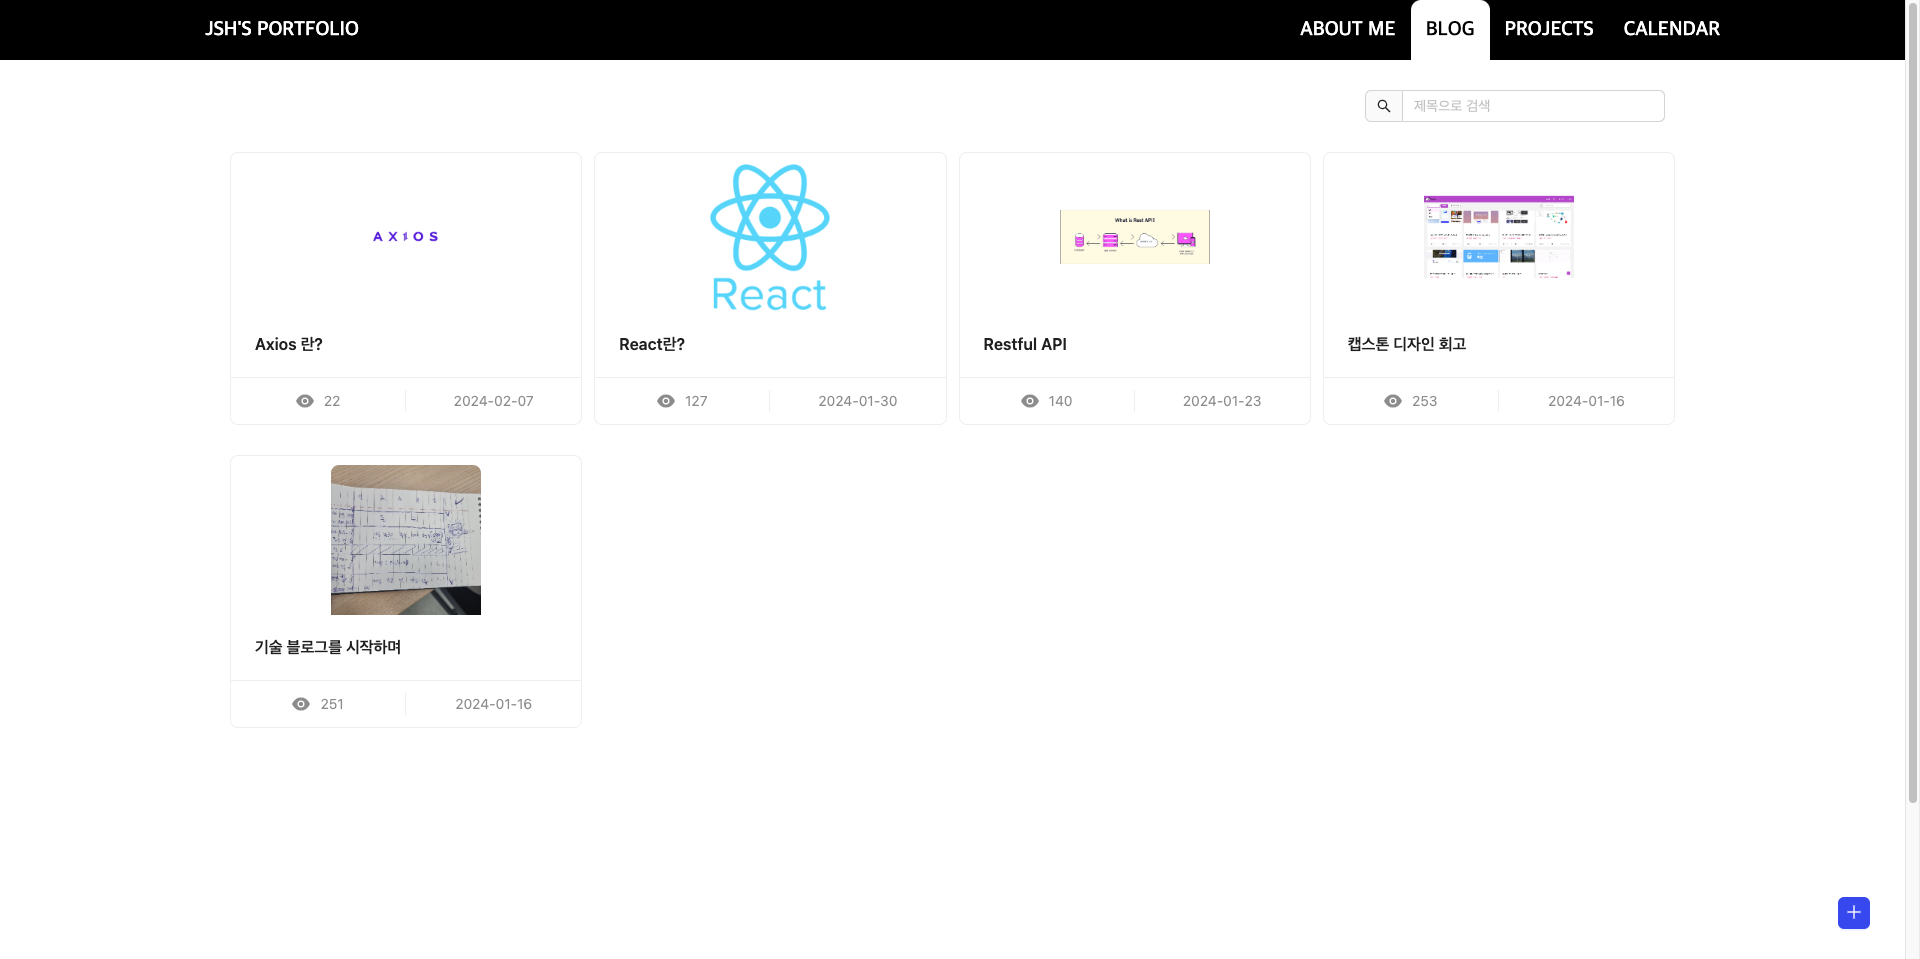 JSH'S PORTFOLIO
ABOUT ME
BLOG
PROJECTS
CALENDAR
제목으로 검색
AXIOS
Axios 란?
22
2024-02-07
React
React란?
127
2024-01-30
What is Rest API?
Restful API
140
2024-01-23
캡스톤 디자인 회고
253
2024-01-16
기술 블로그를 시작하며
251
2024-01-16